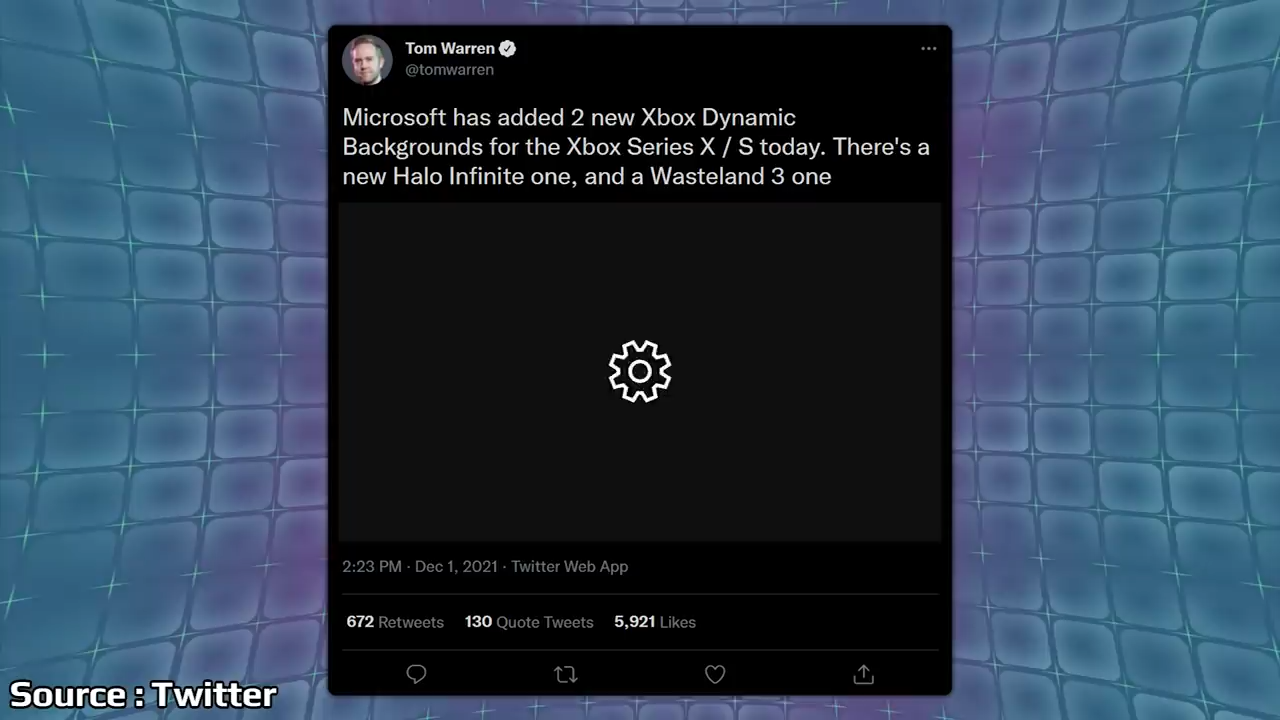 Tom Warren
@tomwarren
Microsoft has added 2 new Xbox Dynamic
Backgrounds for the Xbox Series X / S today. There's a
new Halo Infinite one, and a Wasteland 3 one
2:23 PM · Dec 1, 2021 · Twitter Web App
672 Retweets 130 Quote Tweets 5,921 Likes
Source : Twitter